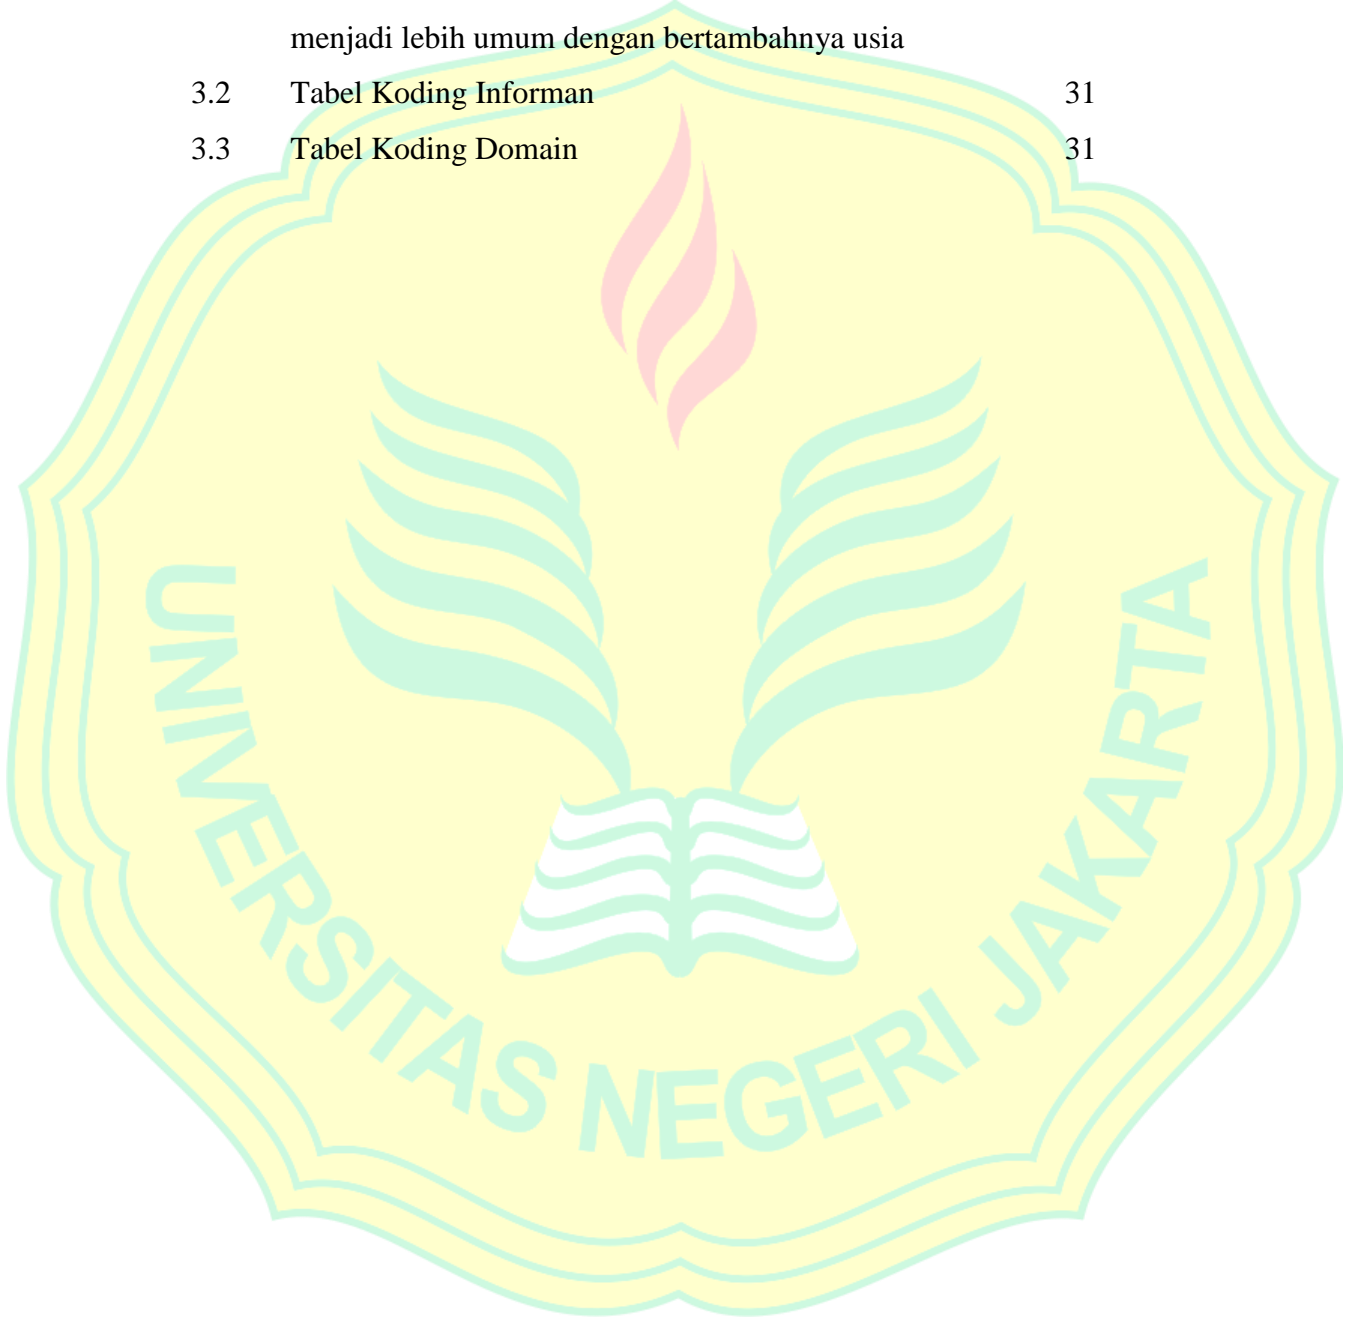 menjadi lebih umum dengan bertambahnya usia
3.2 Tabel Koding Informan 31
3.3 Tabel Koding Domain 31
UNIVERSITAS NEGERI JAKARTA